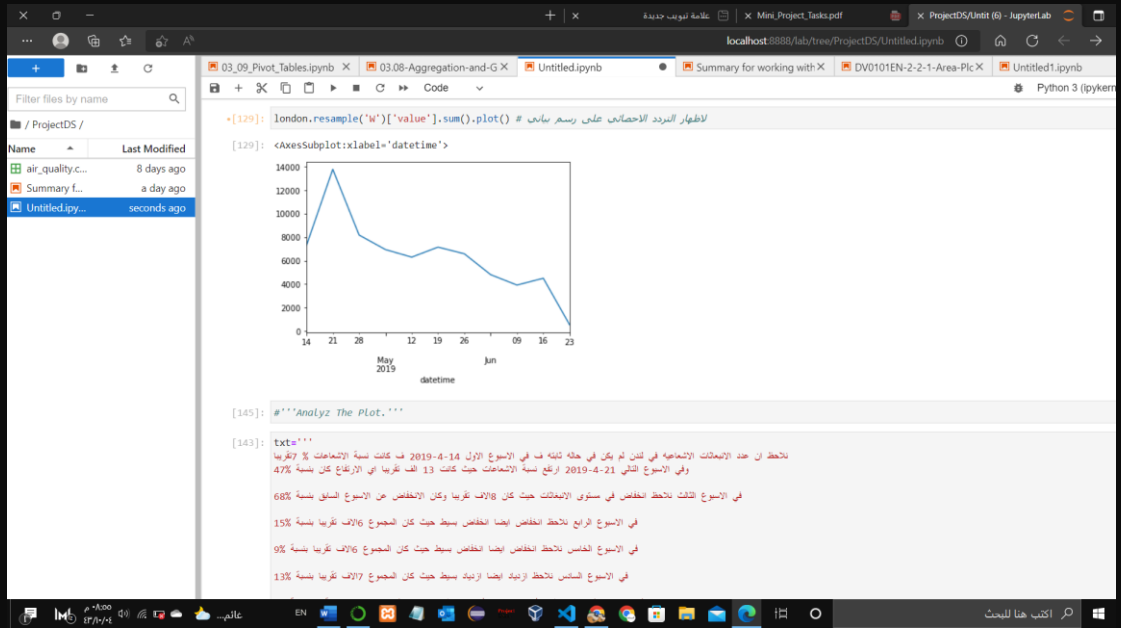 علامة تبويب جديدة
Mini_Project_Tasks.pdf
ProjectDS/Untit (6) - JupyterLab
localhost:8888/lab/tree/ProjectDS/Untitled.ipynb
03_09_Pivot_Tables.ipynb
03.08-Aggregation-and-G
Untitled.ipynb
Summary for working with
DV0101EN-2-2-1-Area-Plc
Untitled1.ipynb
Code
Python 3 (ipykern
Filter files by name
/ ProjectDS /
Name Last Modified
air_quality.c... 8 days ago
Summary f... a day ago
Untitled.ipy... seconds ago
[129]: london.resample('W')['value'].sum().plot() # لاظهار التردد الاحصائي على رسم بياني
[129]: <AxesSubplot:xlabel='datetime'>
14000
12000
10000
8000
6000
4000
2000
0
14 21 28 12 19 26 09 16 23
May Jun
2019
datetime
[145]: #'''Analyz The Plot.'''
[143]: txt='''
نلاحظ ان عدد الانبعاثات الاشعاعيه في لندن لم يكن في حاله ثابته ف في الاسبوع الاول 14-4-2019 ف كانت نسبة الاشعاعات % 7تقريبا
وفي الاسبوع التالي 21-4-2019 ارتفع نسبة الاشعاعات حيث كانت 13 الف تقريبا اي الارتفاع كان بنسبة 47%
في الاسبوع الثالث نلاحظ انخفاض في مستوى الانبعاثات حيث كان 8الاف تقريبا وكان الانخفاض عن الاسبوع السابق بنسبة 68%
في الاسبوع الرابع نلاحظ انخفاض ايضا انخفاض بسيط حيث كان المجموع 6الاف تقريبا بنسبة 15%
في الاسبوع الخامس نلاحظ انخفاض ايضا انخفاض بسيط حيث كان المجموع 6الاف تقريبا بنسبة 9%
في الاسبوع السادس نلاحظ ازدياد ايضا ازدياد بسيط حيث كان المجموع 7الاف تقريبا بنسبة 13%
غائم...
EN
اكتب هنا للبحث